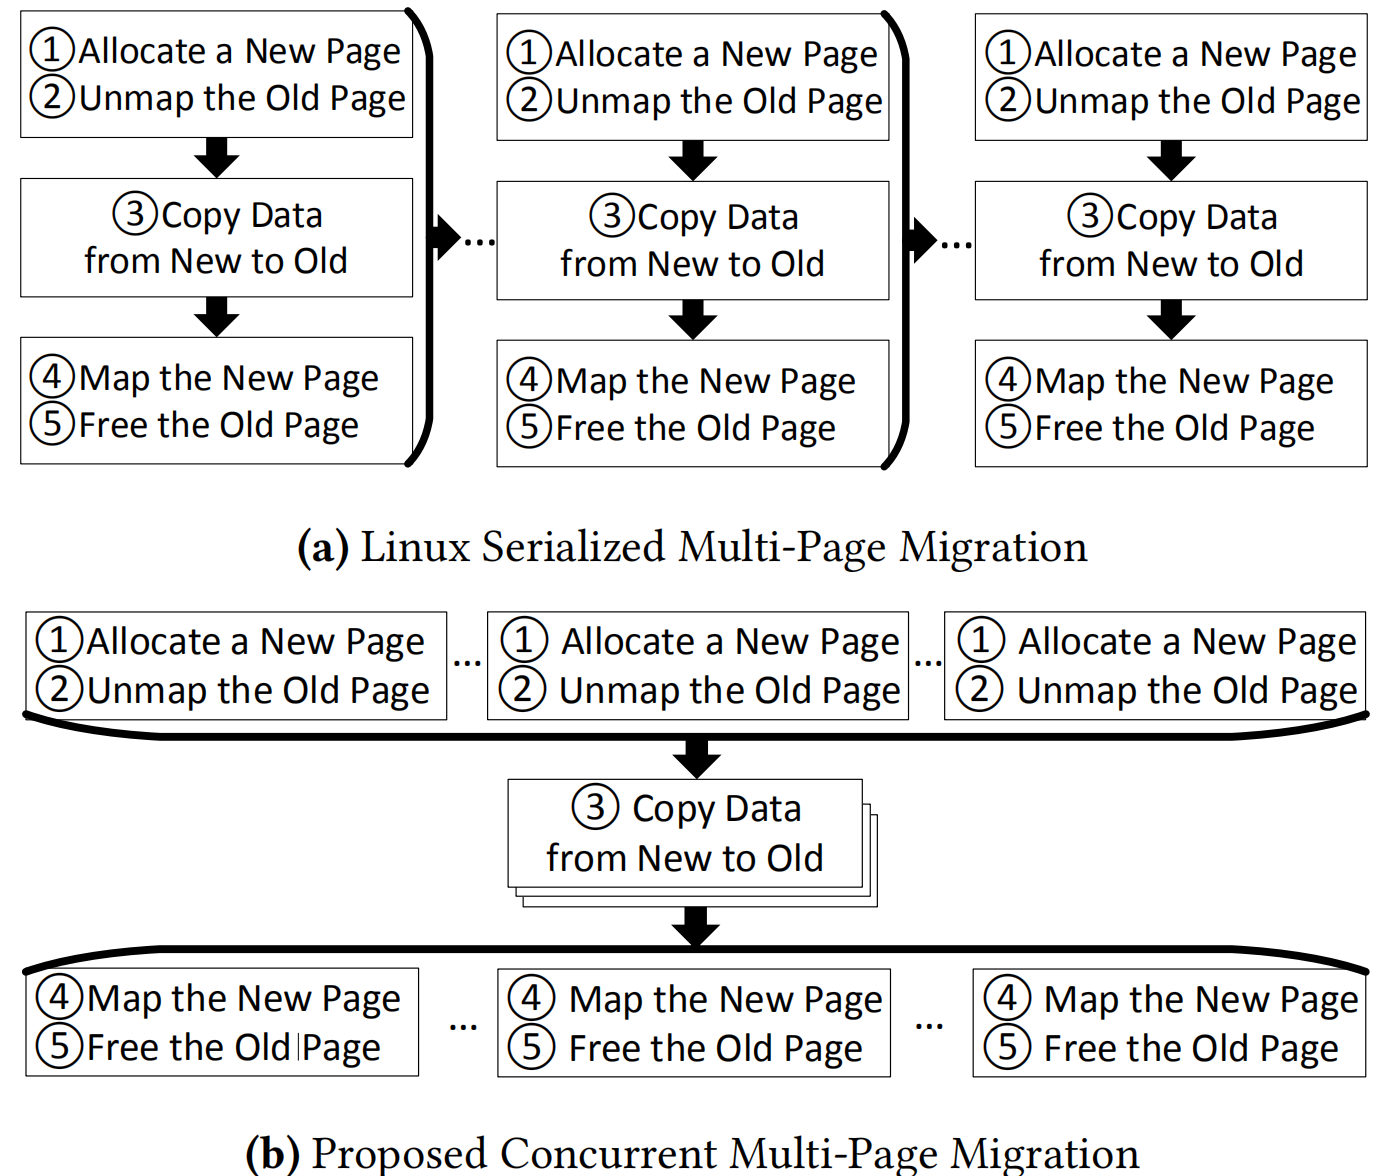 ①Allocate a New Page
②Unmap the Old Page
③Copy Data
from New to Old
④Map the New Page
⑤Free the Old Page
...
①Allocate a New Page
②Unmap the Old Page
③Copy Data
from New to Old
④Map the New Page
⑤Free the Old Page
...
①Allocate a New Page
②Unmap the Old Page
③Copy Data
from New to Old
④Map the New Page
⑤Free the Old Page
(a) Linux Serialized Multi-Page Migration
①Allocate a New Page
②Unmap the Old Page
...
① Allocate a New Page
② Unmap the Old Page
...
① Allocate a New Page
② Unmap the Old Page
③ Copy Data
from New to Old
④Map the New Page
⑤Free the Old Page
...
④ Map the New Page
⑤ Free the Old Page
...
④ Map the New Page
⑤ Free the Old Page
(b) Proposed Concurrent Multi-Page Migration